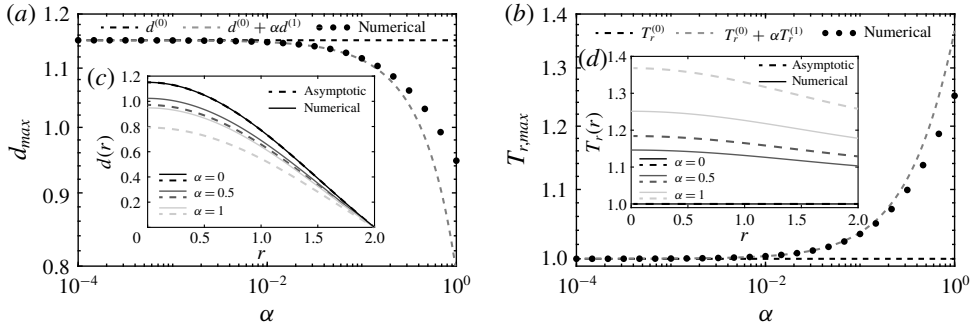 (a)
d^(0)
d^(0) + αd^(1)
Numerical
1.2
1.1
1.0
0.9
0.8
d_max
10^−4
10^−2
10^0
α
(c)
Asymptotic
Numerical
1.2
1.0
0.8
0.6
0.4
0.2
d(r)
α = 0
α = 0.5
α = 1
0
0.5
1.0
1.5
2.0
r
(b)
T_r^(0)
T_r^(0) + αT_r^(1)
Numerical
1.4
1.3
1.2
1.1
1.0
T_r,max
10^−4
10^−2
10^0
α
(d)
Asymptotic
Numerical
1.4
1.3
1.2
1.1
1.0
T_r(r)
α = 0
α = 0.5
α = 1
0
0.5
1.0
1.5
2.0
r